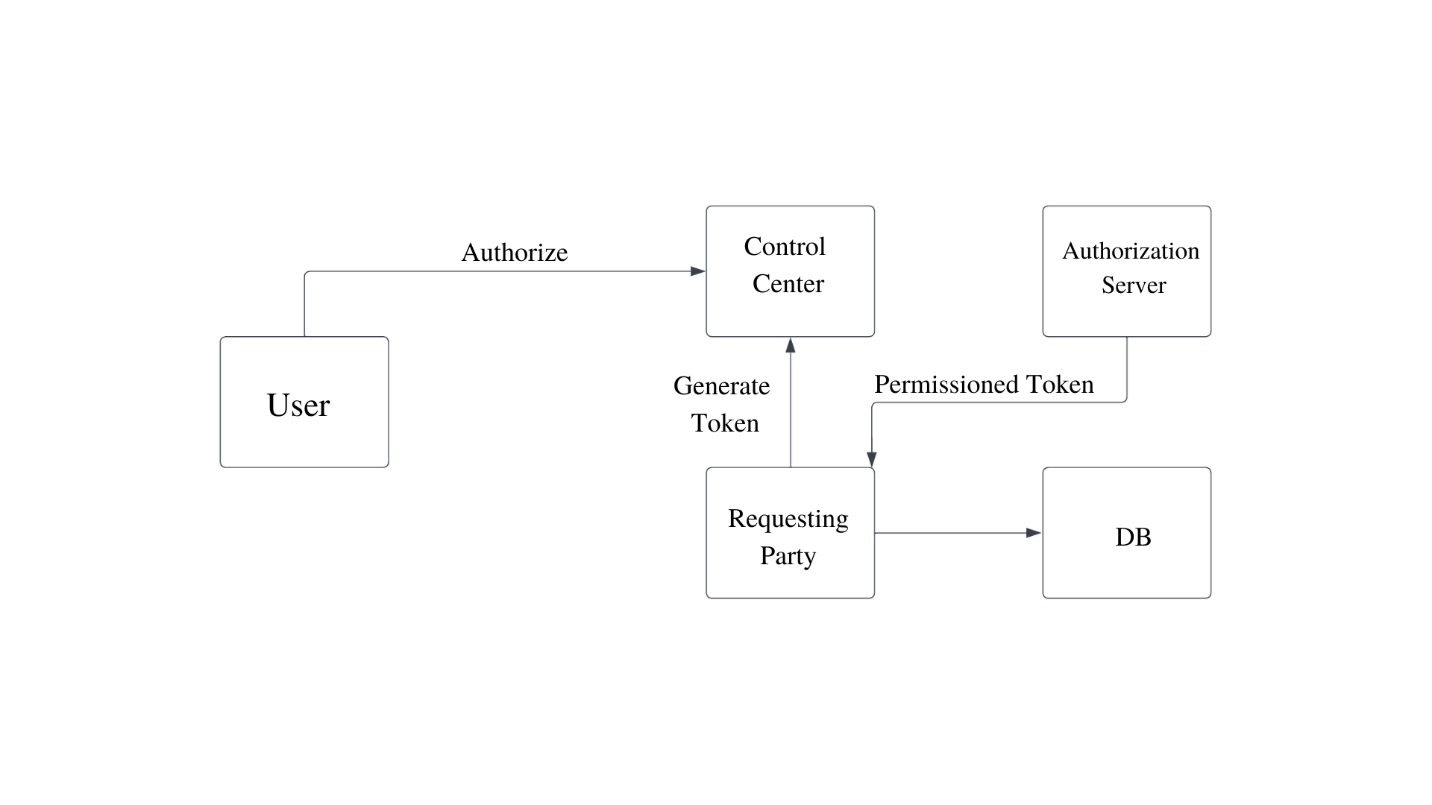 Authorize
Control
Center
Authorization
Server
User
Generate
Token
Permissioned Token
Requesting
Party
DB